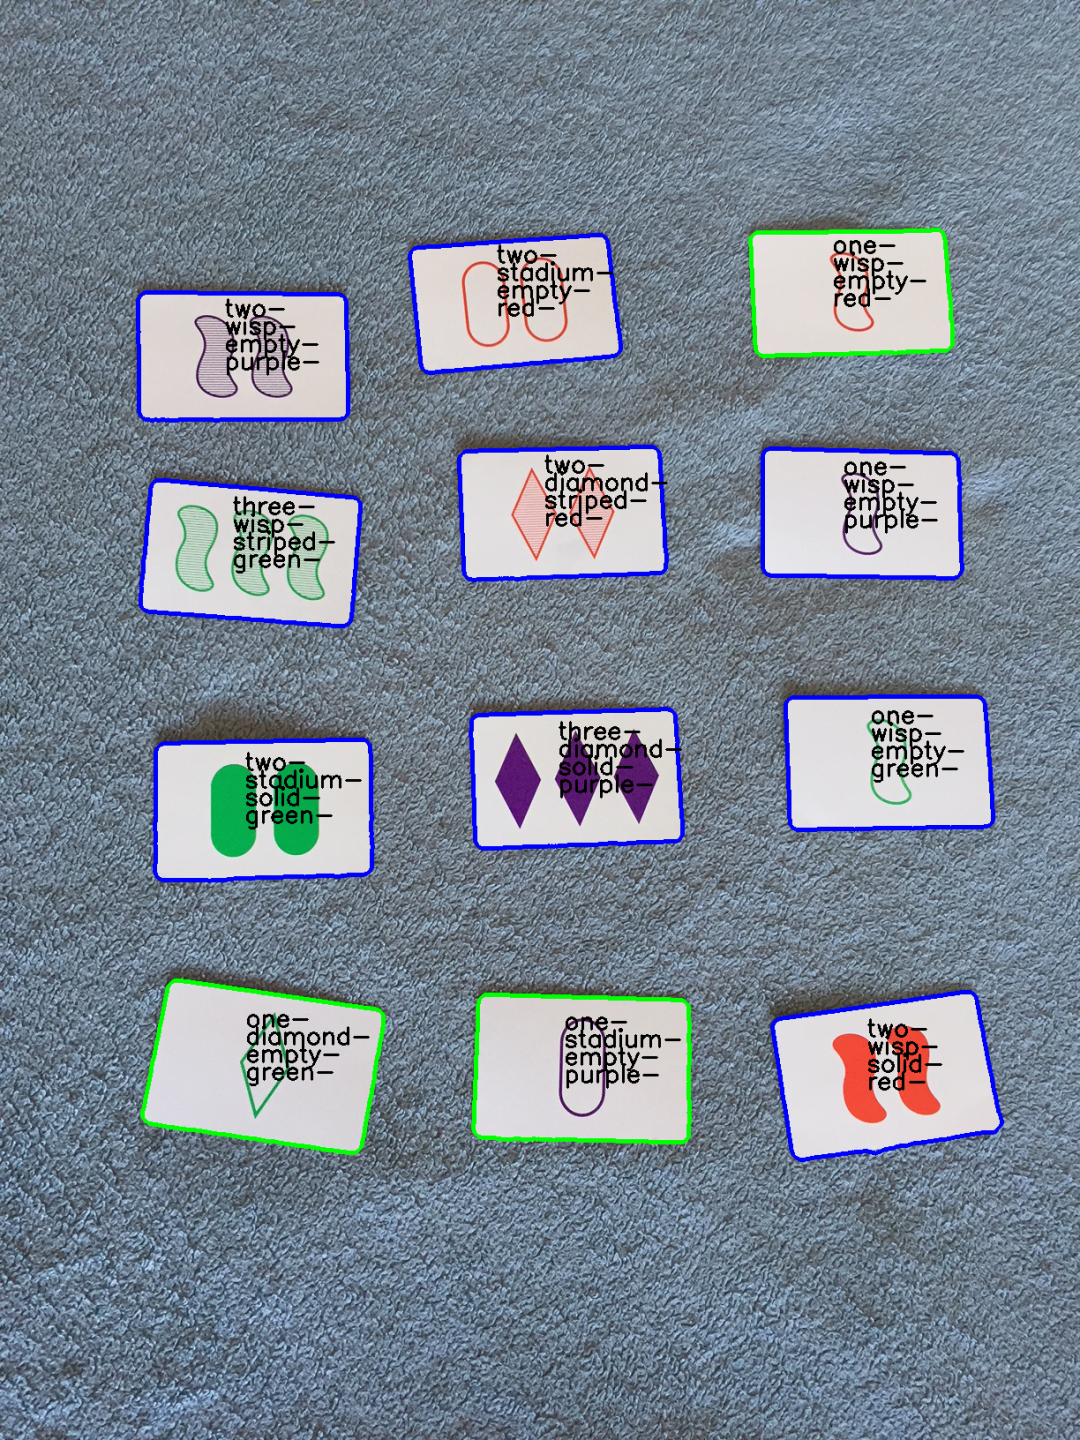 two-
stadium-
empty-
red-
one-
wisp-
empty-
red-
two-
wisp-
empty-
purple-
three-
wisp-
striped-
green-
two-
diamond-
striped-
red-
one-
wisp-
empty-
purple-
two-
stadium-
solid-
green-
three-
diamond-
solid-
purple-
one-
wisp-
empty-
green-
one-
diamond-
empty-
green-
one-
stadium-
empty-
purple-
two-
wisp-
solid-
red-